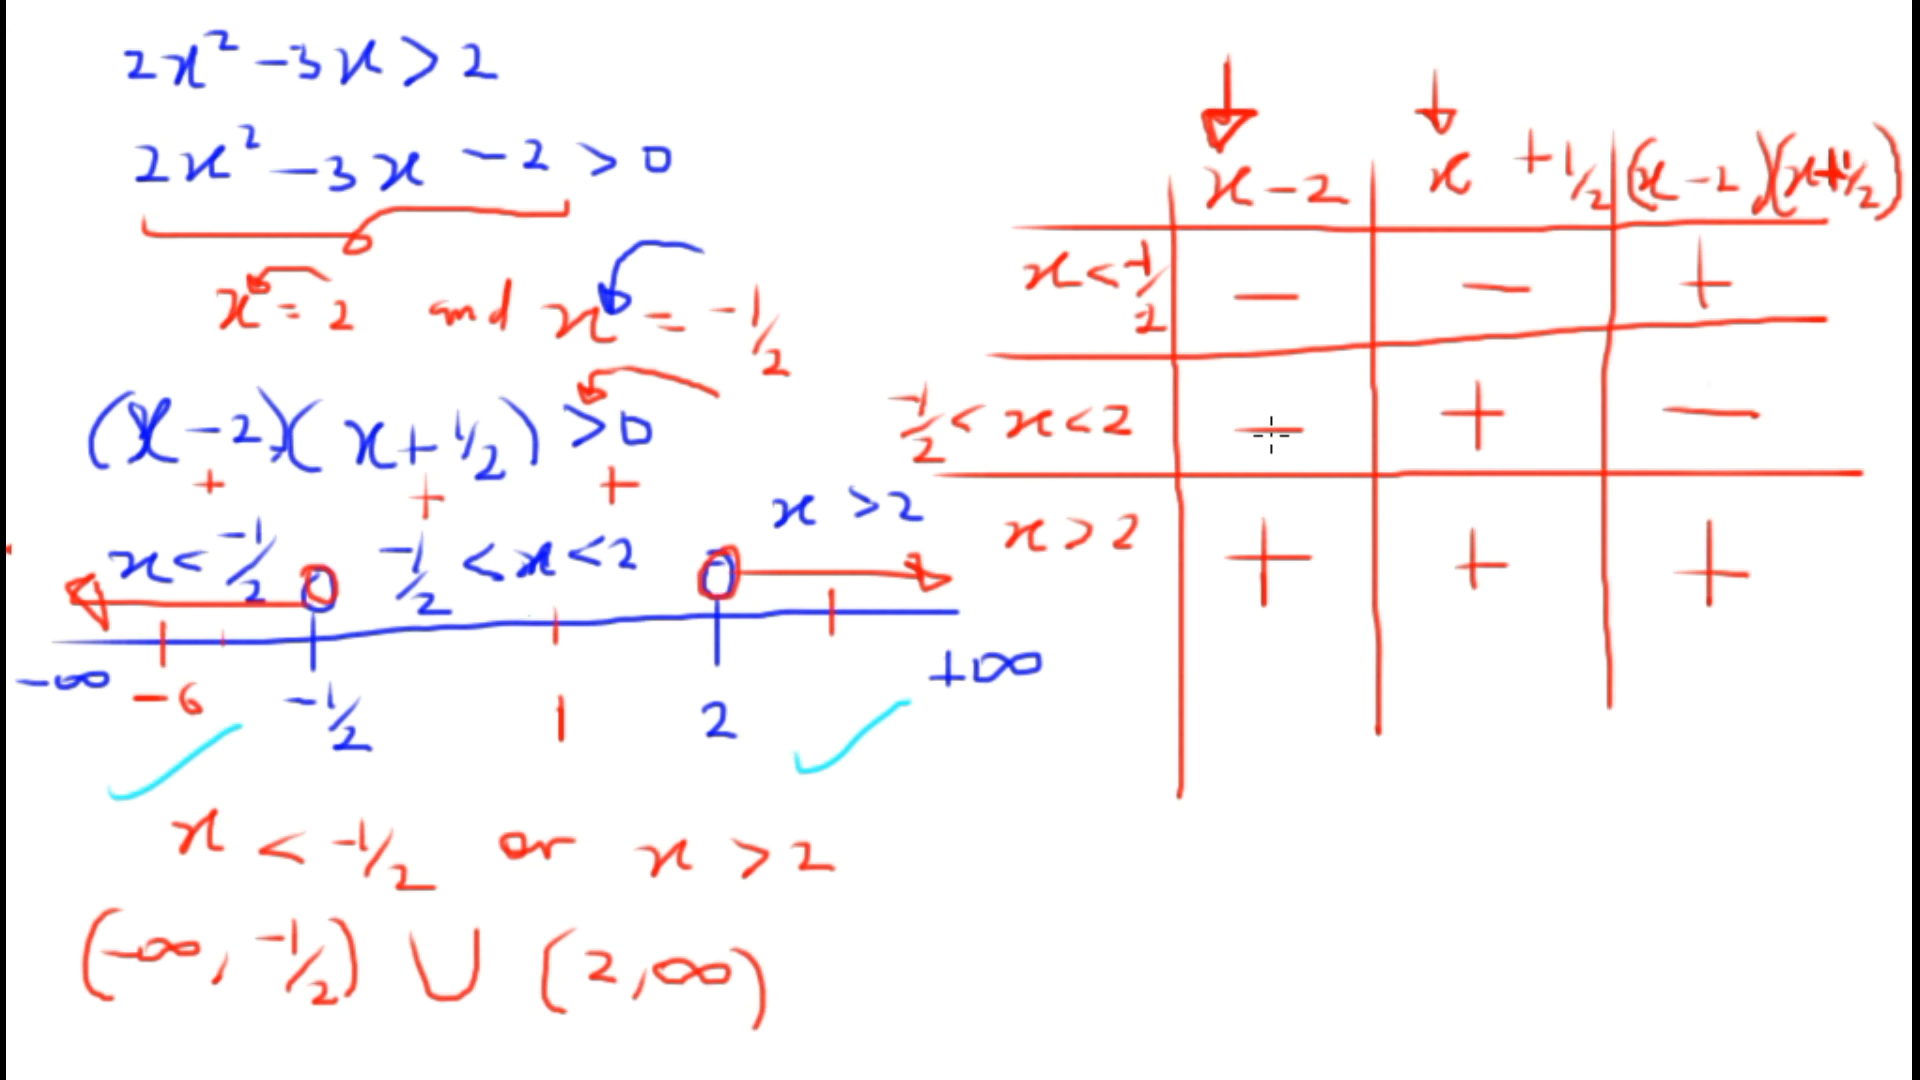 2x² -3x > 2
2x² -3x -2 > 0
x = 2 and x = -1/2
(x-2)(x+1/2) > 0
+ + +
x < -1/2 -1/2 < x < 2 x > 2
-∞ -6 -1/2 1 2 +∞
x < -1/2 or x > 2
(-∞, -1/2) ∪ (2, ∞)
x-2 x +1/2 (x-2)(x+1/2)
x < -1/2 - - +
-1/2 < x < 2 - + -
x > 2 + + +